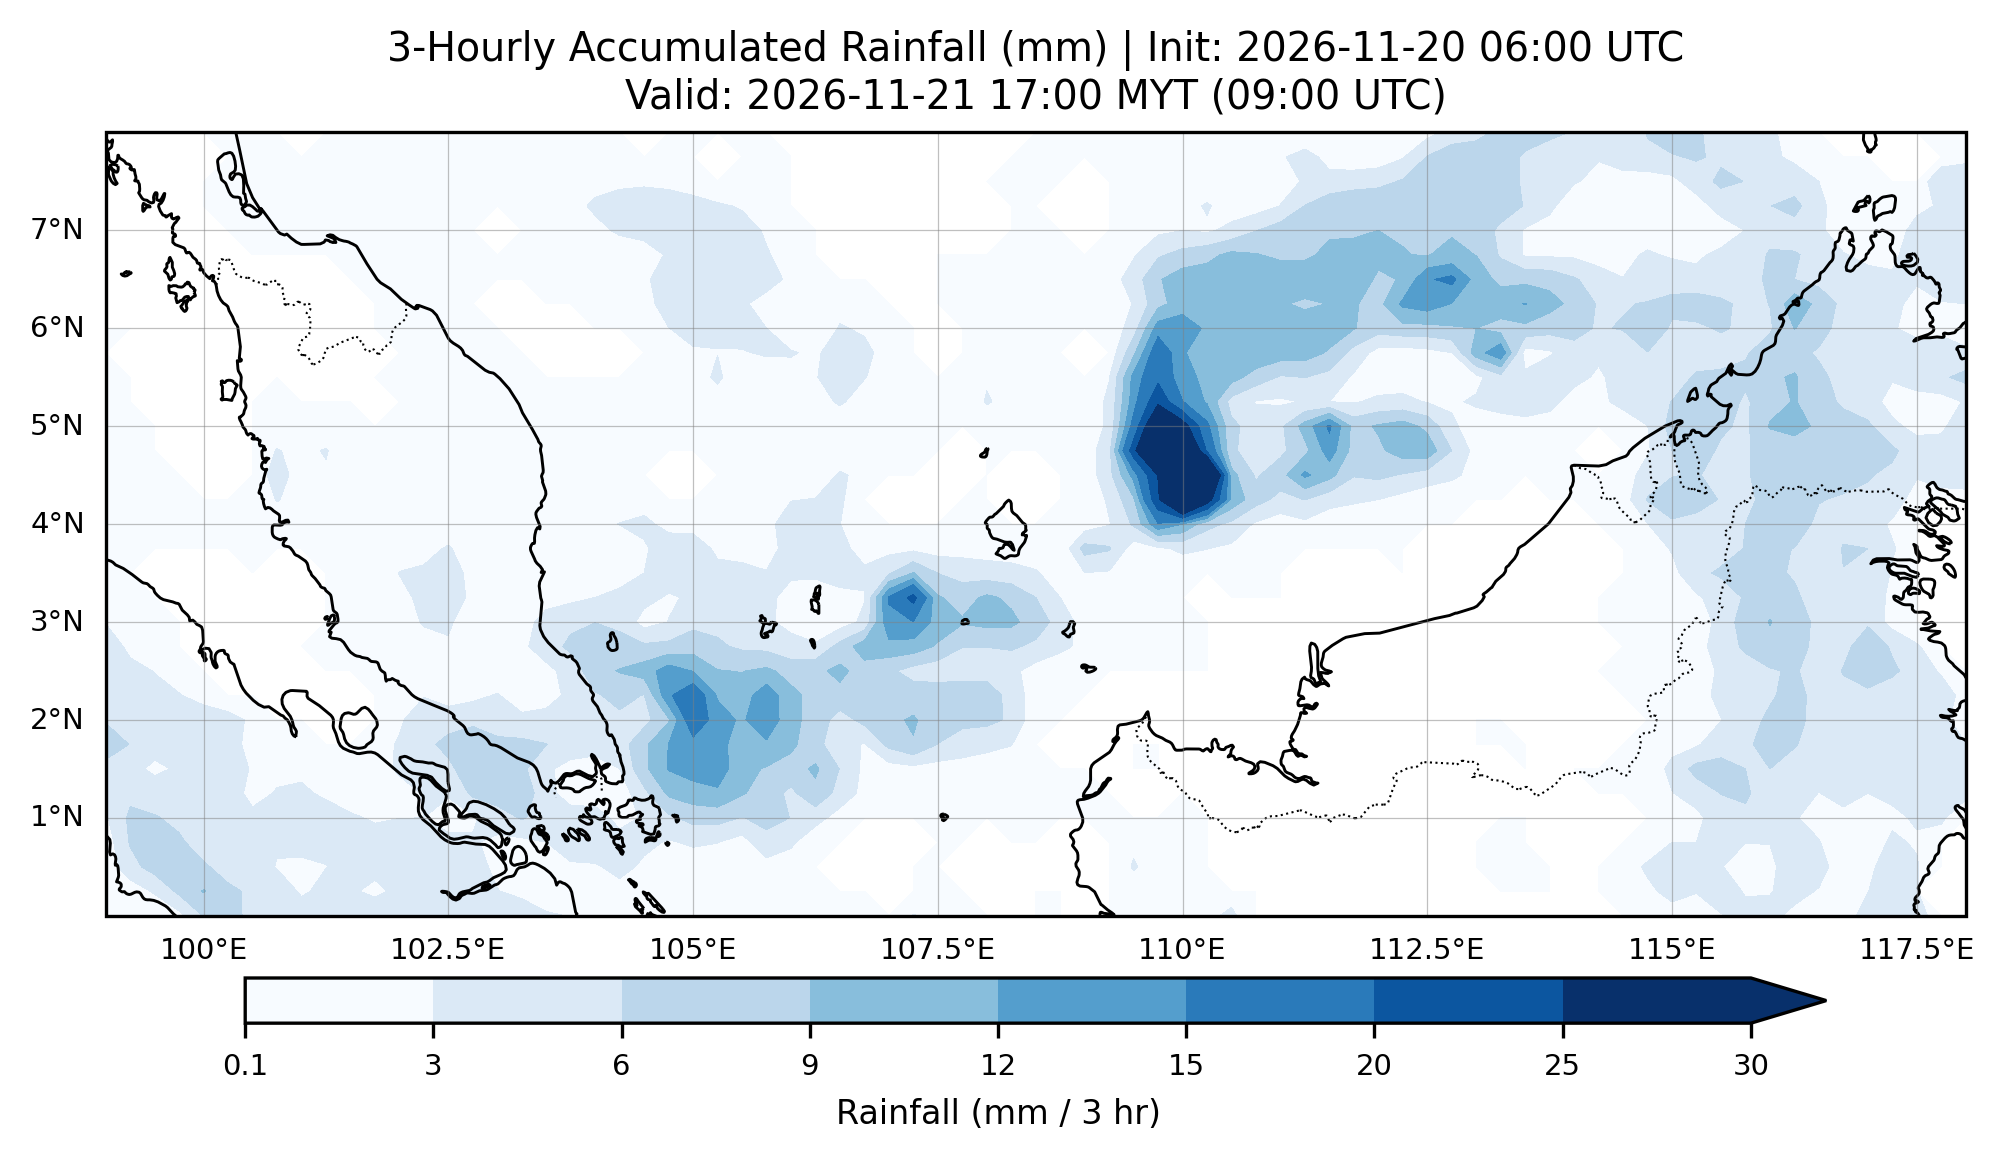 3-Hourly Accumulated Rainfall (mm) | Init: 2026-11-20 06:00 UTC
Valid: 2026-11-21 17:00 MYT (09:00 UTC)
7°N
6°N
5°N
4°N
3°N
2°N
1°N
100°E 102.5°E 105°E 107.5°E 110°E 112.5°E 115°E 117.5°E
0.1 3 6 9 12 15 20 25 30
Rainfall (mm / 3 hr)